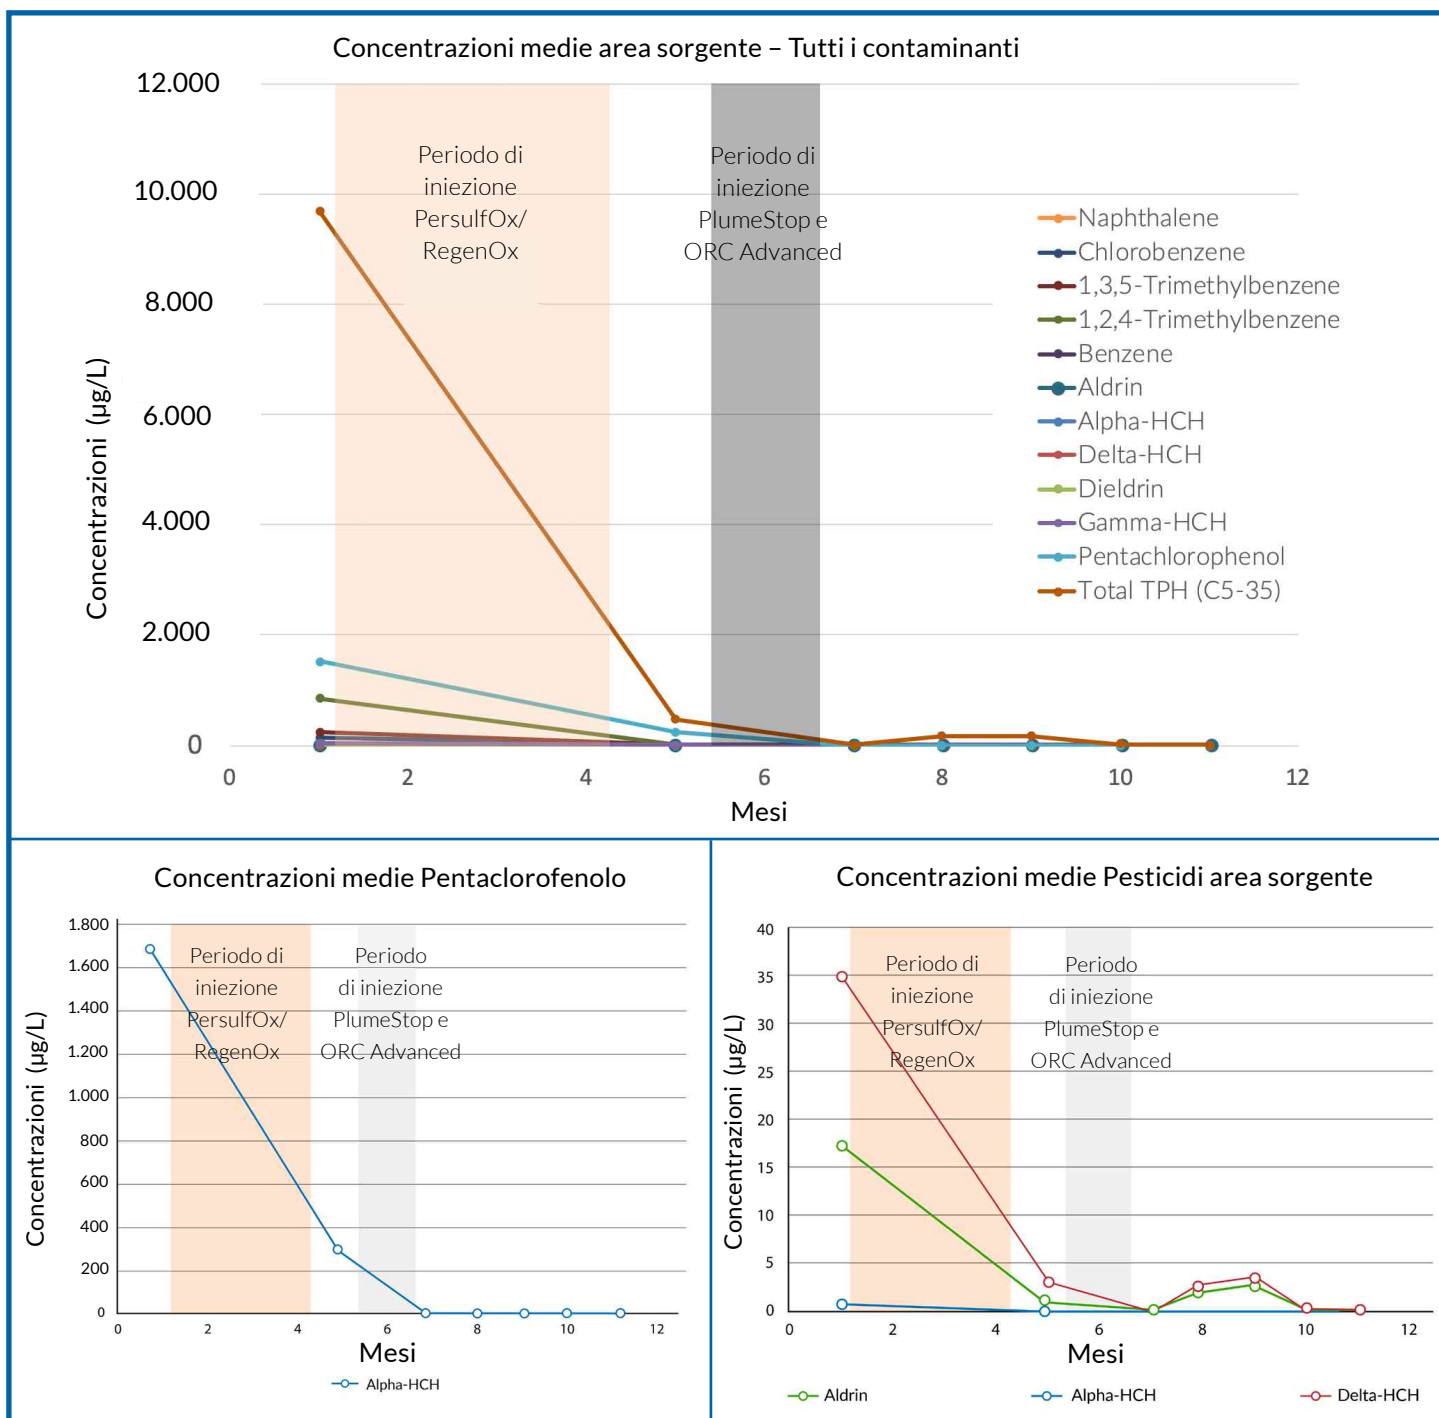 Concentrazioni medie area sorgente – Tutti i contaminanti
12.000
10.000
8.000
6.000
4.000
2.000
0
Concentrazioni (µg/L)
Periodo di
iniezione
PersulfOx/
RegenOx
Periodo di
iniezione
PlumeStop e
ORC Advanced
Naphthalene
Chlorobenzene
1,3,5-Trimethylbenzene
1,2,4-Trimethylbenzene
Benzene
Aldrin
Alpha-HCH
Delta-HCH
Dieldrin
Gamma-HCH
Pentachlorophenol
Total TPH (C5-35)
0 2 4 6 8 10 12
Mesi
Concentrazioni medie Pentaclorofenolo
1.800
1.600
1.400
1.200
1.000
800
600
400
200
0
Concentrazioni (µg/L)
Periodo di
iniezione
PersulfOx/
RegenOx
Periodo
di iniezione
PlumeStop e
ORC Advanced
0 2 4 6 8 10 12
Mesi
Alpha-HCH
Concentrazioni medie Pesticidi area sorgente
40
35
30
25
20
15
10
5
0
Concentrazioni (µg/L)
Periodo di
iniezione
PersulfOx/
RegenOx
Periodo
di iniezione
PlumeStop e
ORC Advanced
0 2 4 6 8 10 12
Mesi
Aldrin Alpha-HCH Delta-HCH